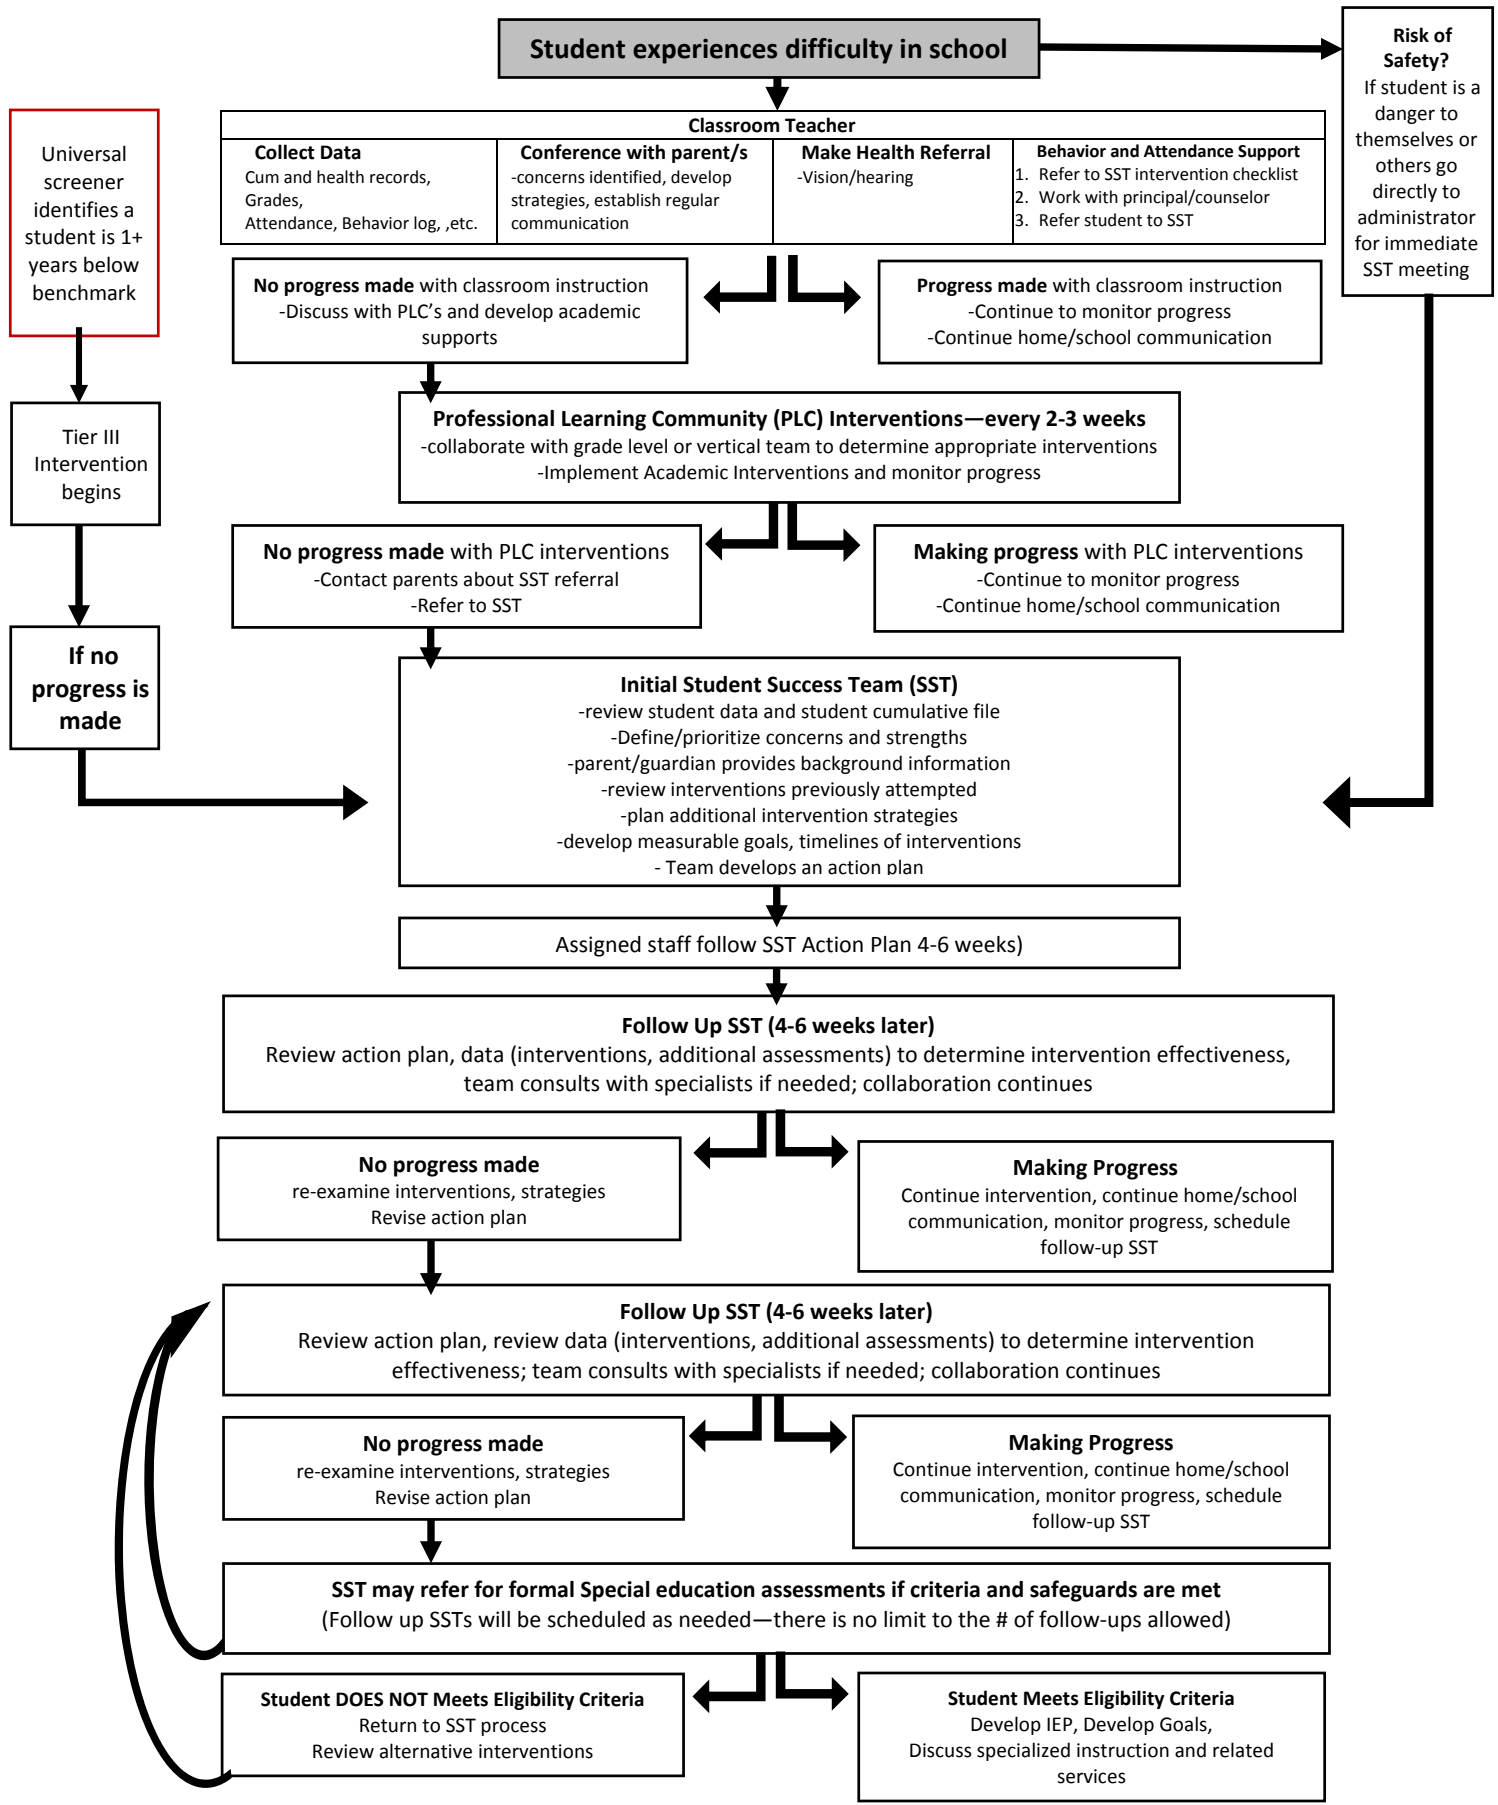 Student experiences difficulty in school
Risk of
Safety?
If student is a
danger to
themselves or
others go
directly to
administrator
for immediate
SST meeting
Universal
screener
identifies a
student is 1+
years below
benchmark
Tier III
Intervention
begins
If no
progress is
made
Classroom Teacher
Collect Data
Cum and health records,
Grades,
Attendance, Behavior log, ,etc.
Conference with parent/s
-concerns identified, develop
strategies, establish regular
communication
Make Health Referral
-Vision/hearing
Behavior and Attendance Support
1. Refer to SST intervention checklist
2. Work with principal/counselor
3. Refer student to SST
No progress made with classroom instruction
-Discuss with PLC’s and develop academic
supports
Progress made with classroom instruction
-Continue to monitor progress
-Continue home/school communication
Professional Learning Community (PLC) Interventions—every 2-3 weeks
-collaborate with grade level or vertical team to determine appropriate interventions
-Implement Academic Interventions and monitor progress
No progress made with PLC interventions
-Contact parents about SST referral
-Refer to SST
Making progress with PLC interventions
-Continue to monitor progress
-Continue home/school communication
Initial Student Success Team (SST)
-review student data and student cumulative file
-Define/prioritize concerns and strengths
-parent/guardian provides background information
-review interventions previously attempted
-plan additional intervention strategies
-develop measurable goals, timelines of interventions
- Team develops an action plan
Assigned staff follow SST Action Plan 4-6 weeks)
Follow Up SST (4-6 weeks later)
Review action plan, data (interventions, additional assessments) to determine intervention effectiveness,
team consults with specialists if needed; collaboration continues
No progress made
re-examine interventions, strategies
Revise action plan
Making Progress
Continue intervention, continue home/school
communication, monitor progress, schedule
follow-up SST
Follow Up SST (4-6 weeks later)
Review action plan, review data (interventions, additional assessments) to determine intervention
effectiveness; team consults with specialists if needed; collaboration continues
No progress made
re-examine interventions, strategies
Revise action plan
Making Progress
Continue intervention, continue home/school
communication, monitor progress, schedule
follow-up SST
SST may refer for formal Special education assessments if criteria and safeguards are met
(Follow up SSTs will be scheduled as needed—there is no limit to the # of follow-ups allowed)
Student DOES NOT Meets Eligibility Criteria
Return to SST process
Review alternative interventions
Student Meets Eligibility Criteria
Develop IEP, Develop Goals,
Discuss specialized instruction and related
services